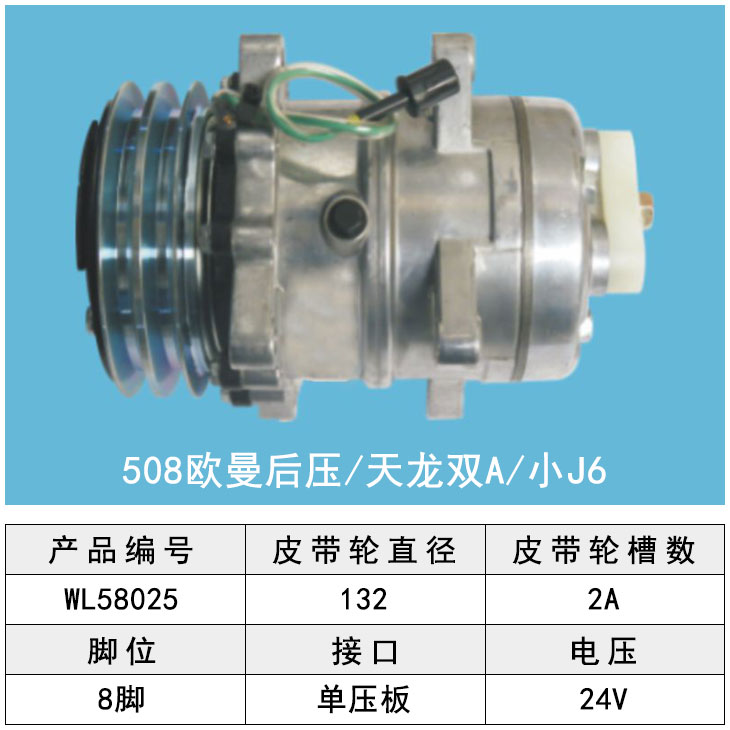 508欧曼后压/天龙双A/小J6
产品编号 皮带轮直径 皮带轮槽数
WL58025 132 2A
脚位 接口 电压
8脚 单压板 24V